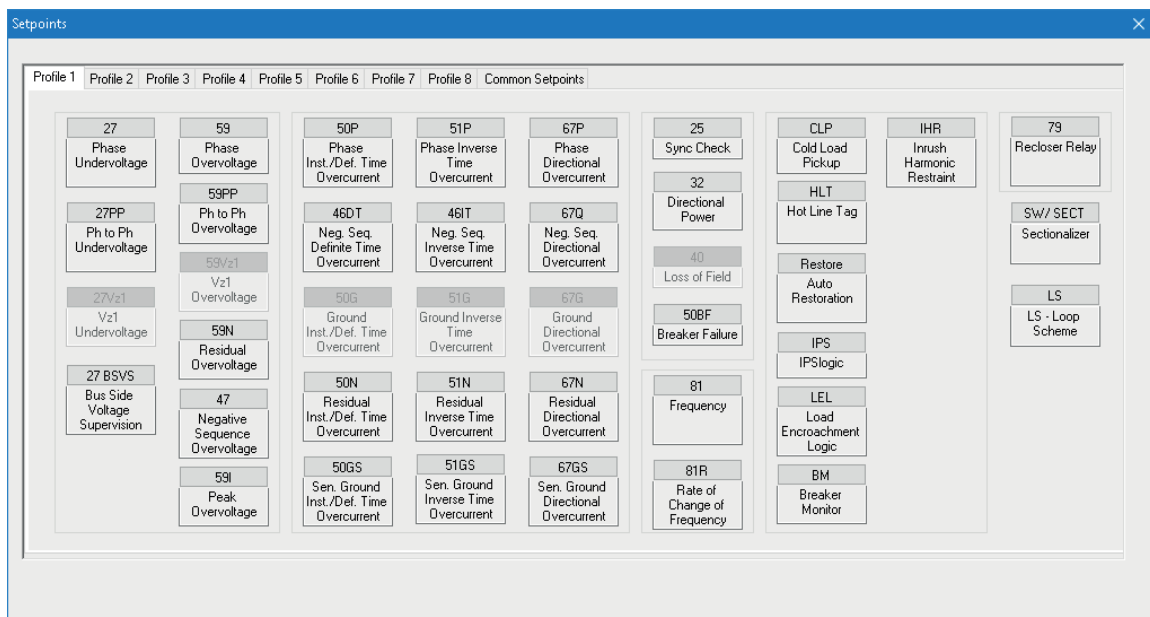 Setpoints
Profile 1 Profile 2 Profile 3 Profile 4 Profile 5 Profile 6 Profile 7 Profile 8 Common Setpoints
27
Phase
Undervoltage
27PP
Ph to Ph
Undervoltage
27Vz1
Vz1
Undervoltage
27 BSVS
Bus Side
Voltage
Supervision
59
Phase
Overvoltage
59PP
Ph to Ph
Overvoltage
59Vz1
Vz1
Overvoltage
59N
Residual
Overvoltage
47
Negative
Sequence
Overvoltage
59I
Peak
Overvoltage
50P
Phase
Inst./Def. Time
Overcurrent
46DT
Neg. Seq.
Definite Time
Overcurrent
50G
Ground
Inst./Def. Time
Overcurrent
50N
Residual
Inst./Def. Time
Overcurrent
50GS
Sen. Ground
Inst./Def. Time
Overcurrent
51P
Phase Inverse
Time
Overcurrent
46IT
Neg. Seq.
Inverse Time
Overcurrent
51G
Ground Inverse
Time
Overcurrent
51N
Residual
Inverse Time
Overcurrent
51GS
Sen. Ground
Inverse Time
Overcurrent
67P
Phase
Directional
Overcurrent
67Q
Neg. Seq.
Directional
Overcurrent
67G
Ground
Directional
Overcurrent
67N
Residual
Directional
Overcurrent
67GS
Sen. Ground
Directional
Overcurrent
25
Sync Check
32
Directional
Power
40
Loss of Field
50BF
Breaker Failure
81
Frequency
81R
Rate of
Change of
Frequency
CLP
Cold Load
Pickup
HLT
Hot Line Tag
Restore
Auto
Restoration
IPS
IPSlogic
LEL
Load
Encroachment
Logic
BM
Breaker
Monitor
IHR
Inrush
Harmonic
Restraint
79
Recloser Relay
SW/ SECT
Sectionalizer
LS
LS - Loop
Scheme